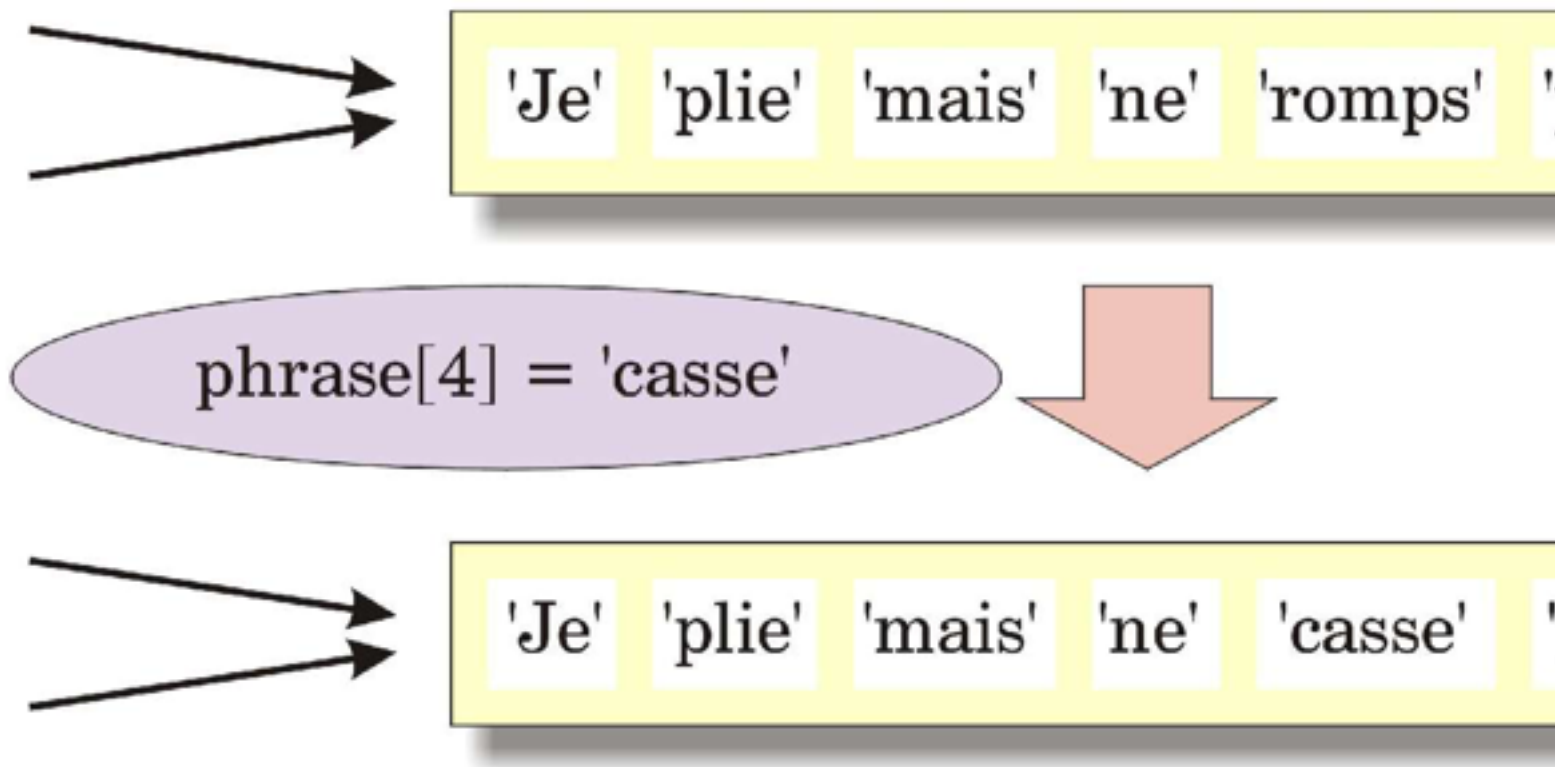 'Je' 'plie' 'mais' 'ne' 'romps' '
phrase[4] = 'casse'
'Je' 'plie' 'mais' 'ne' 'casse' '